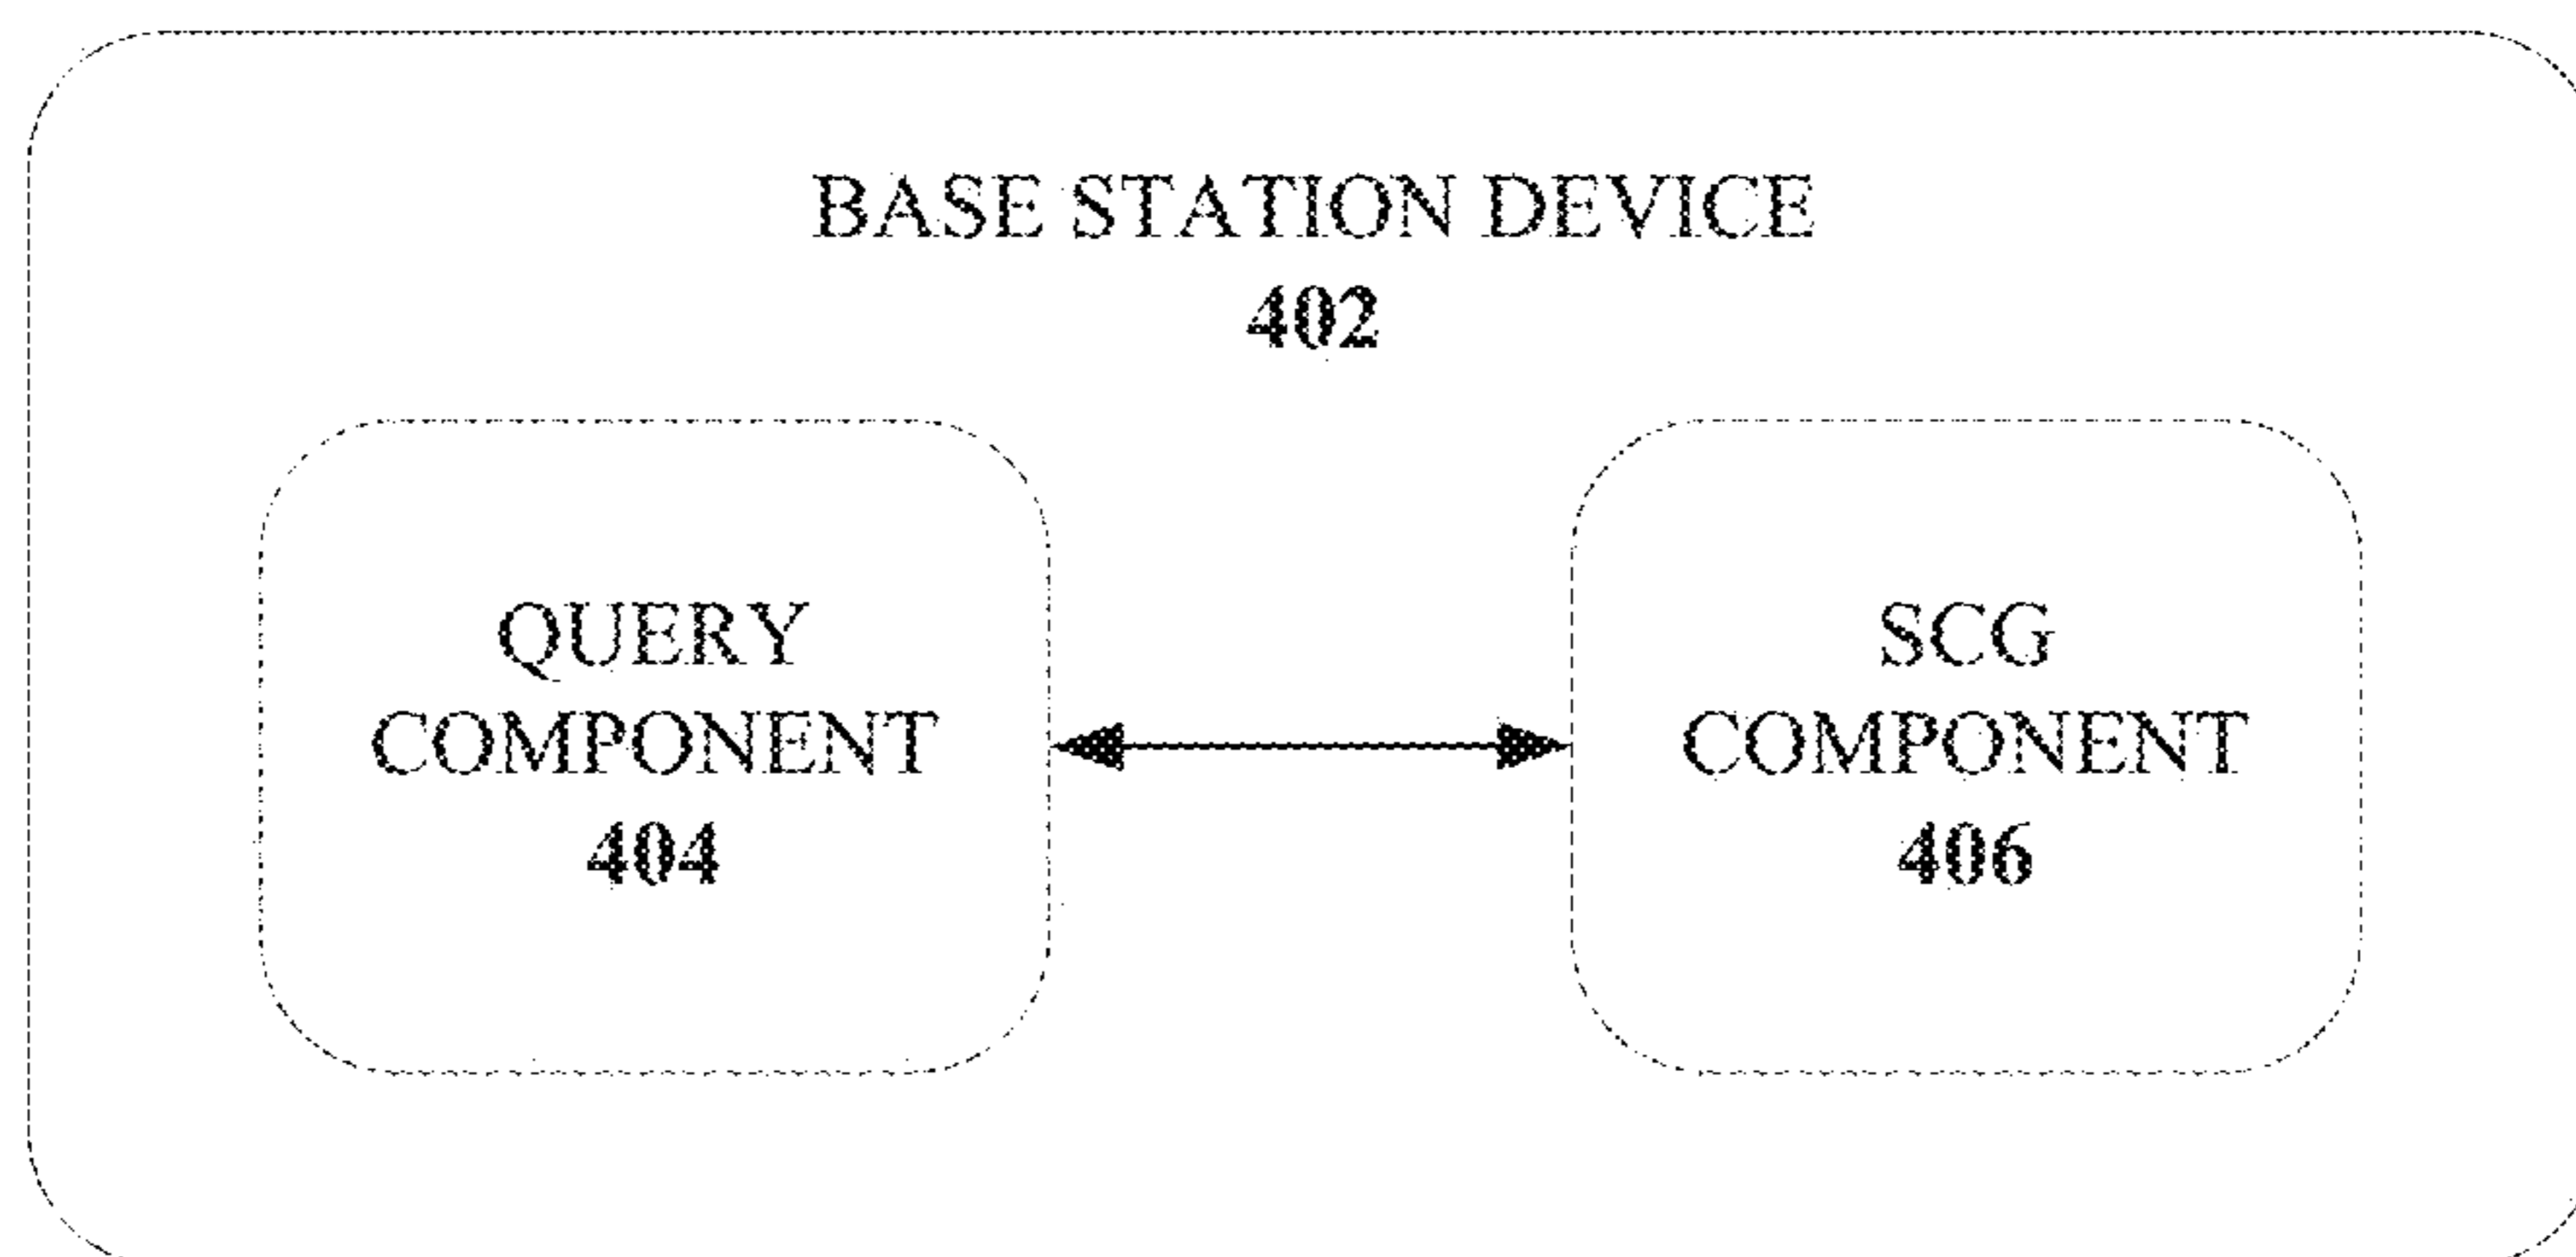 BASE STATION DEVICE
402
QUERY
COMPONENT
404
SCG
COMPONENT
406